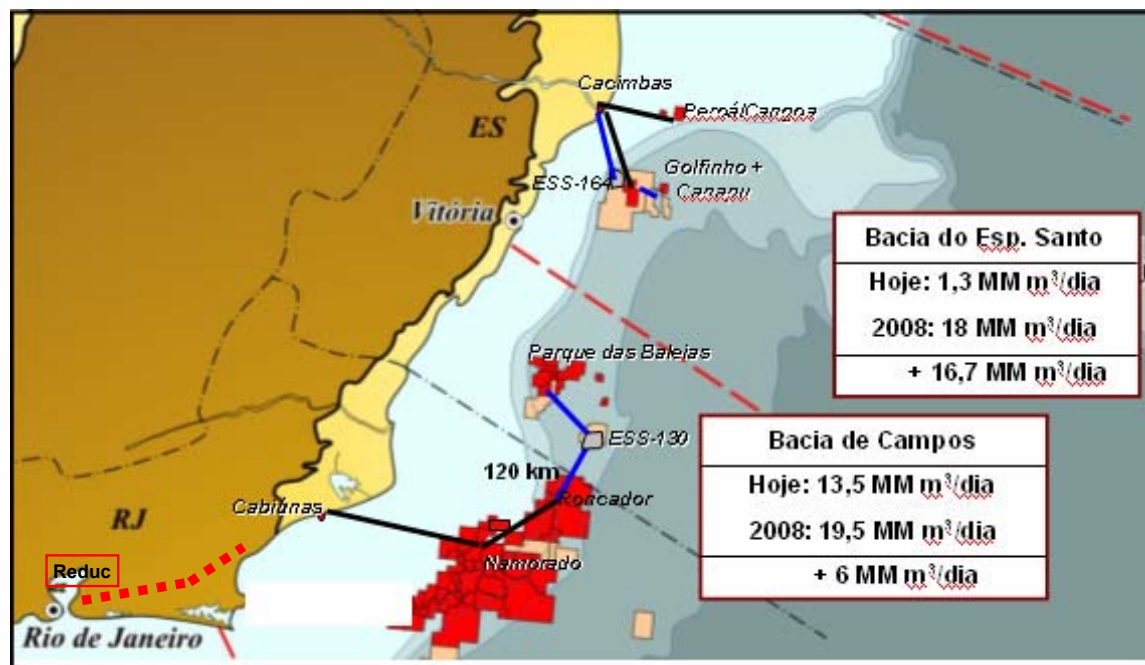 Cacimbas
Peroá/Cangoa
ES
Golfinho +
Canapu
ESS-164
Vitória
Bacia do Esp. Santo
Hoje: 1,3 MM m³/dia
2008: 18 MM m³/dia
+ 16,7 MM m³/dia
Parque das Baleias
ESS-130
120 km
Roncador
Bacia de Campos
Hoje: 13,5 MM m³/dia
2008: 19,5 MM m³/dia
+ 6 MM m³/dia
Cabiúnas
RJ
Namorado
Reduc
Rio de Janeiro